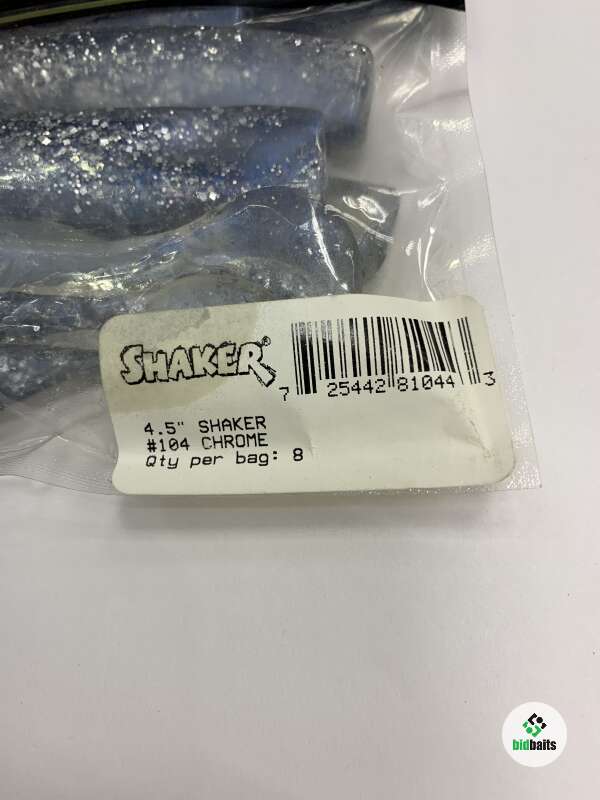 SHAKER®
7 25442 81044 3
4.5" SHAKER
#104 CHROME
Qty per bag: 8
bidbaits